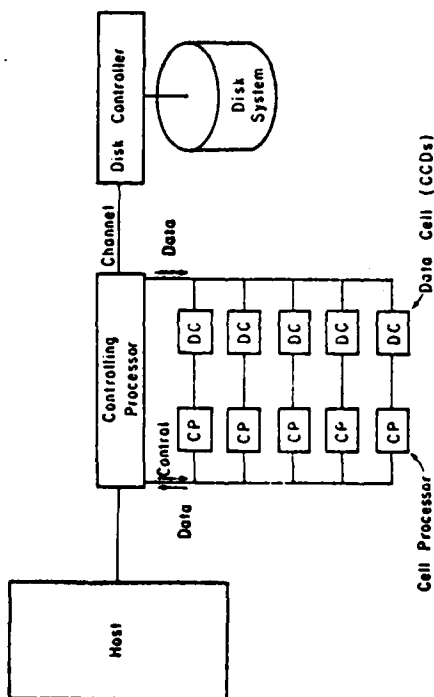 Host
Controlling
Processor
Channel
Disk Controller
Disk
System
Data
Control
Data
CP
DC
CP
DC
CP
DC
CP
DC
CP
DC
Cell Processor
Data Cell (CCDs)